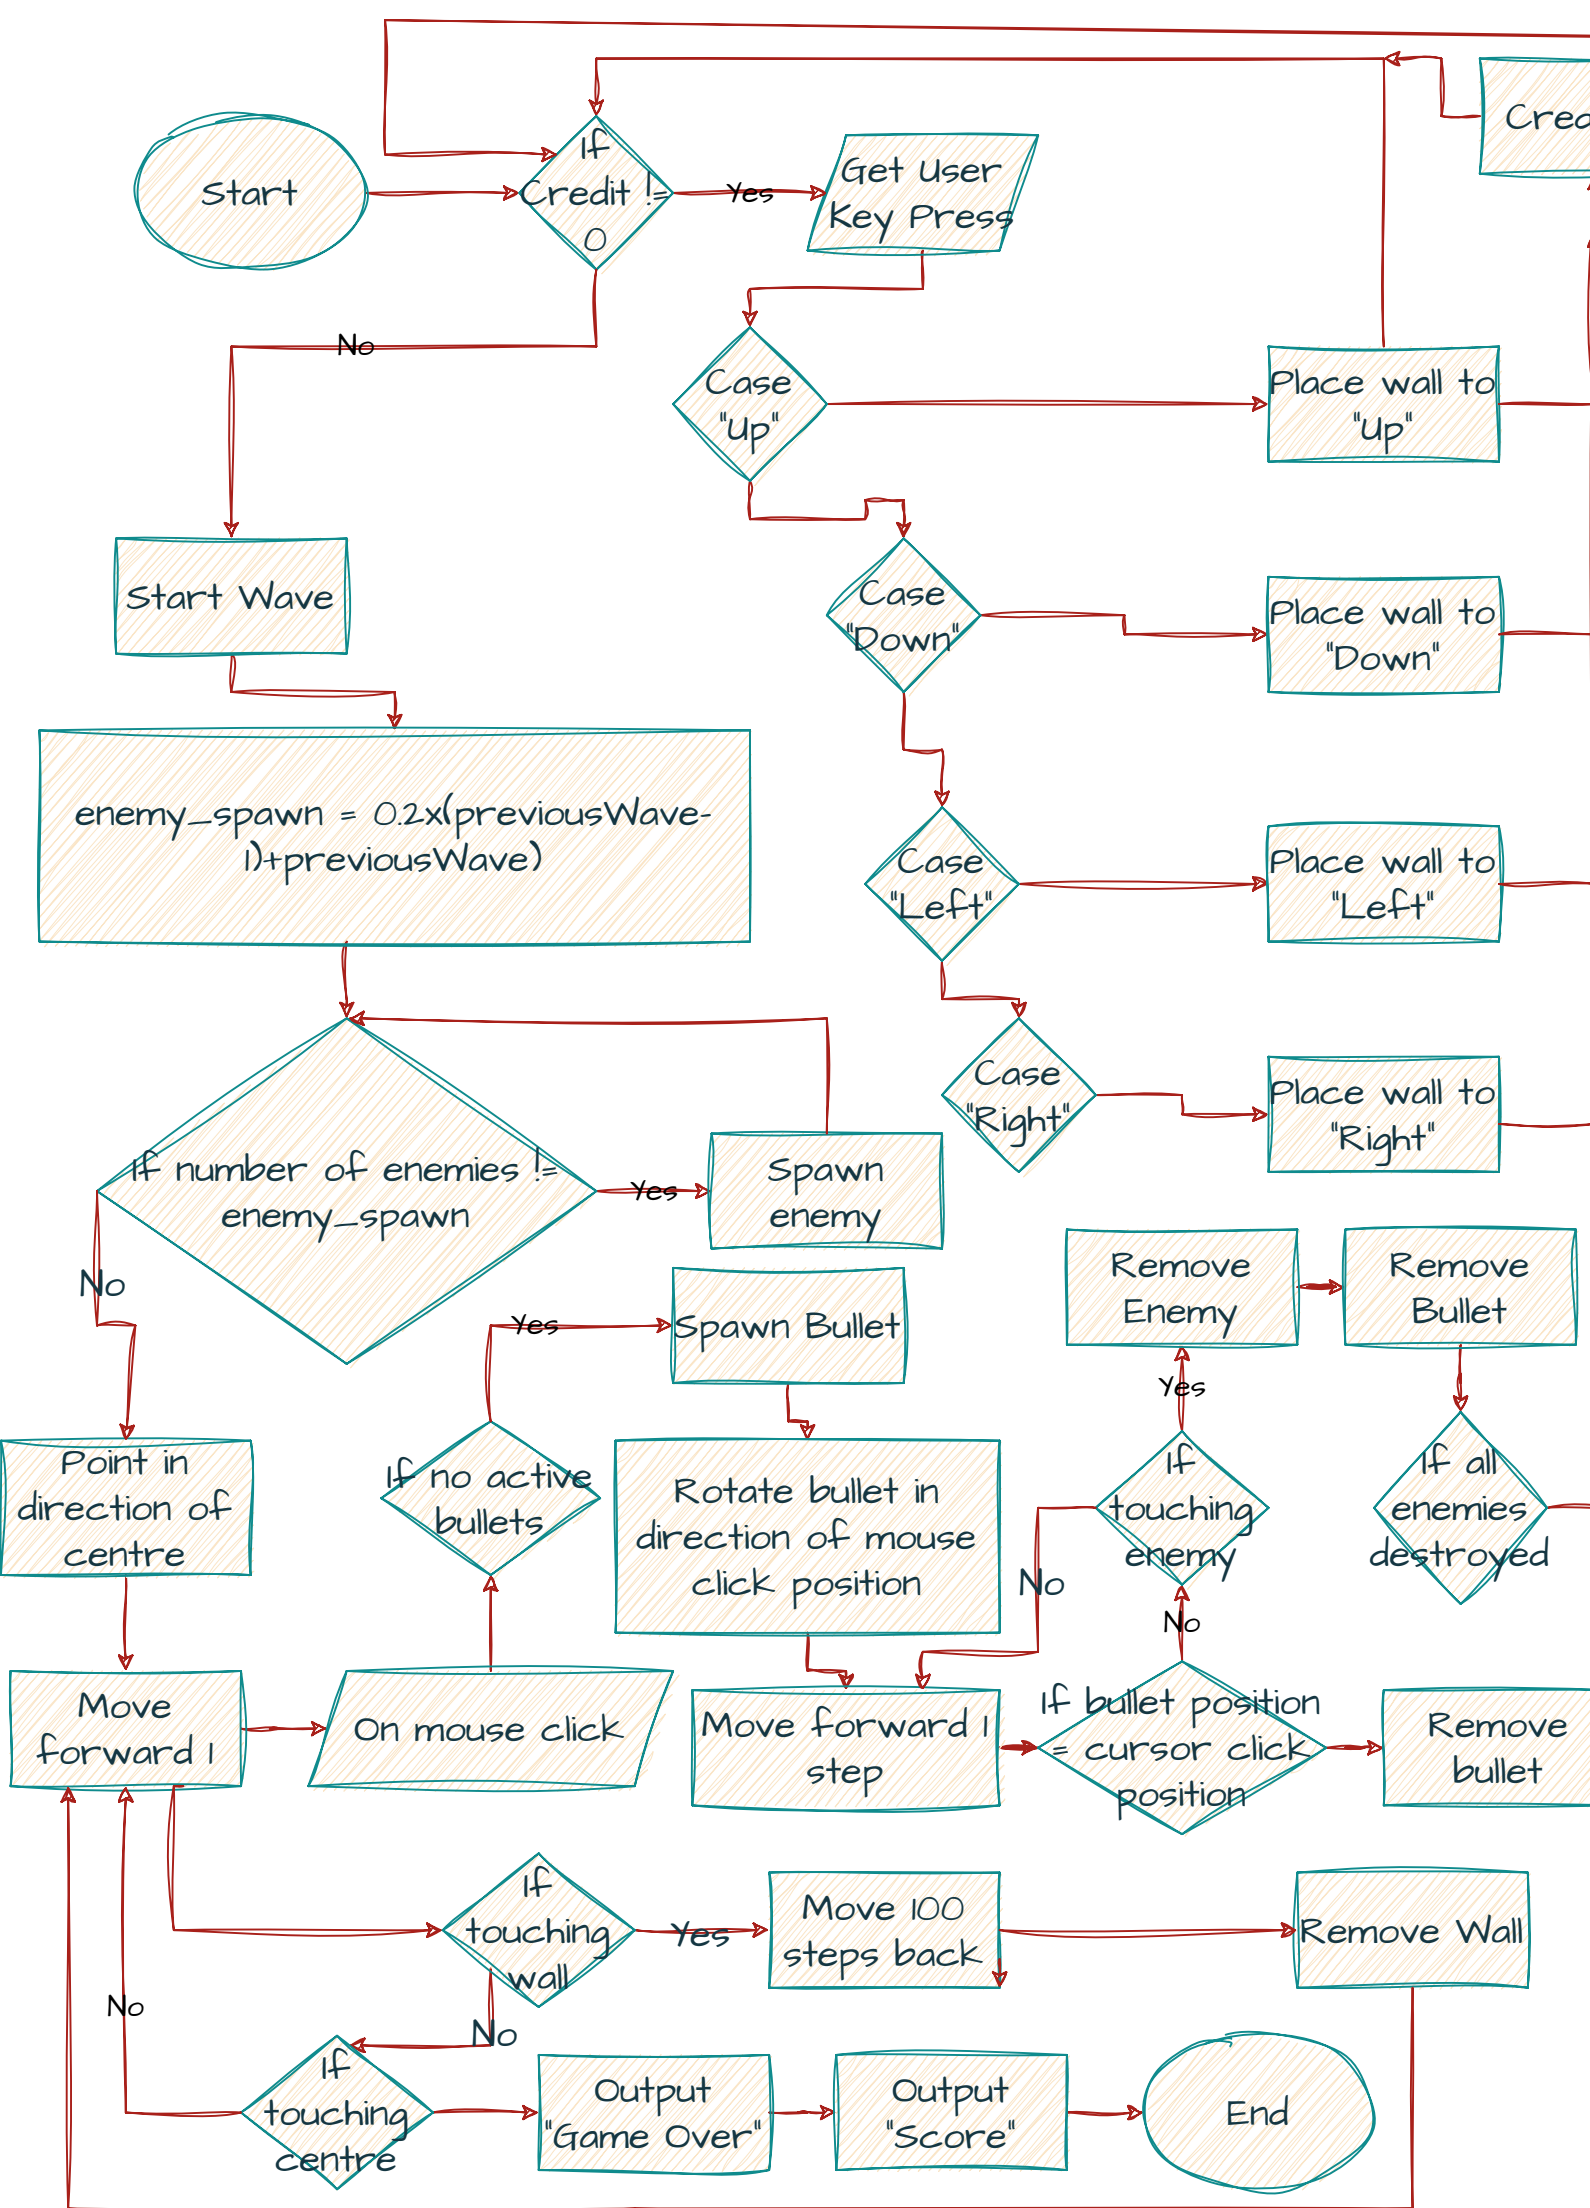 Start
If
Credit !=
0
Yes
Get User
Key Press
No
Case
"Up"
Place wall to
"Up"
Start Wave
Case
"Down"
Place wall to
"Down"
enemy_spawn = 0.2x(previousWave-
1)+previousWave)
Case
"Left"
Place wall to
"Left"
Case
"Right"
Place wall to
"Right"
If number of enemies !=
enemy_spawn
Yes
Spawn
enemy
No
Yes
Spawn Bullet
Remove
Enemy
Remove
Bullet
Yes
Point in
direction of
centre
If no active
bullets
Rotate bullet in
direction of mouse
click position
If
touching
enemy
If all
enemies
destroyed
No
No
Move
forward 1
On mouse click
Move forward 1
step
If bullet position
= cursor click
position
Remove
bullet
If
touching
wall
Yes
Move 100
steps back
Remove Wall
No
No
If
touching
centre
Output
"Game Over"
Output
"Score"
End